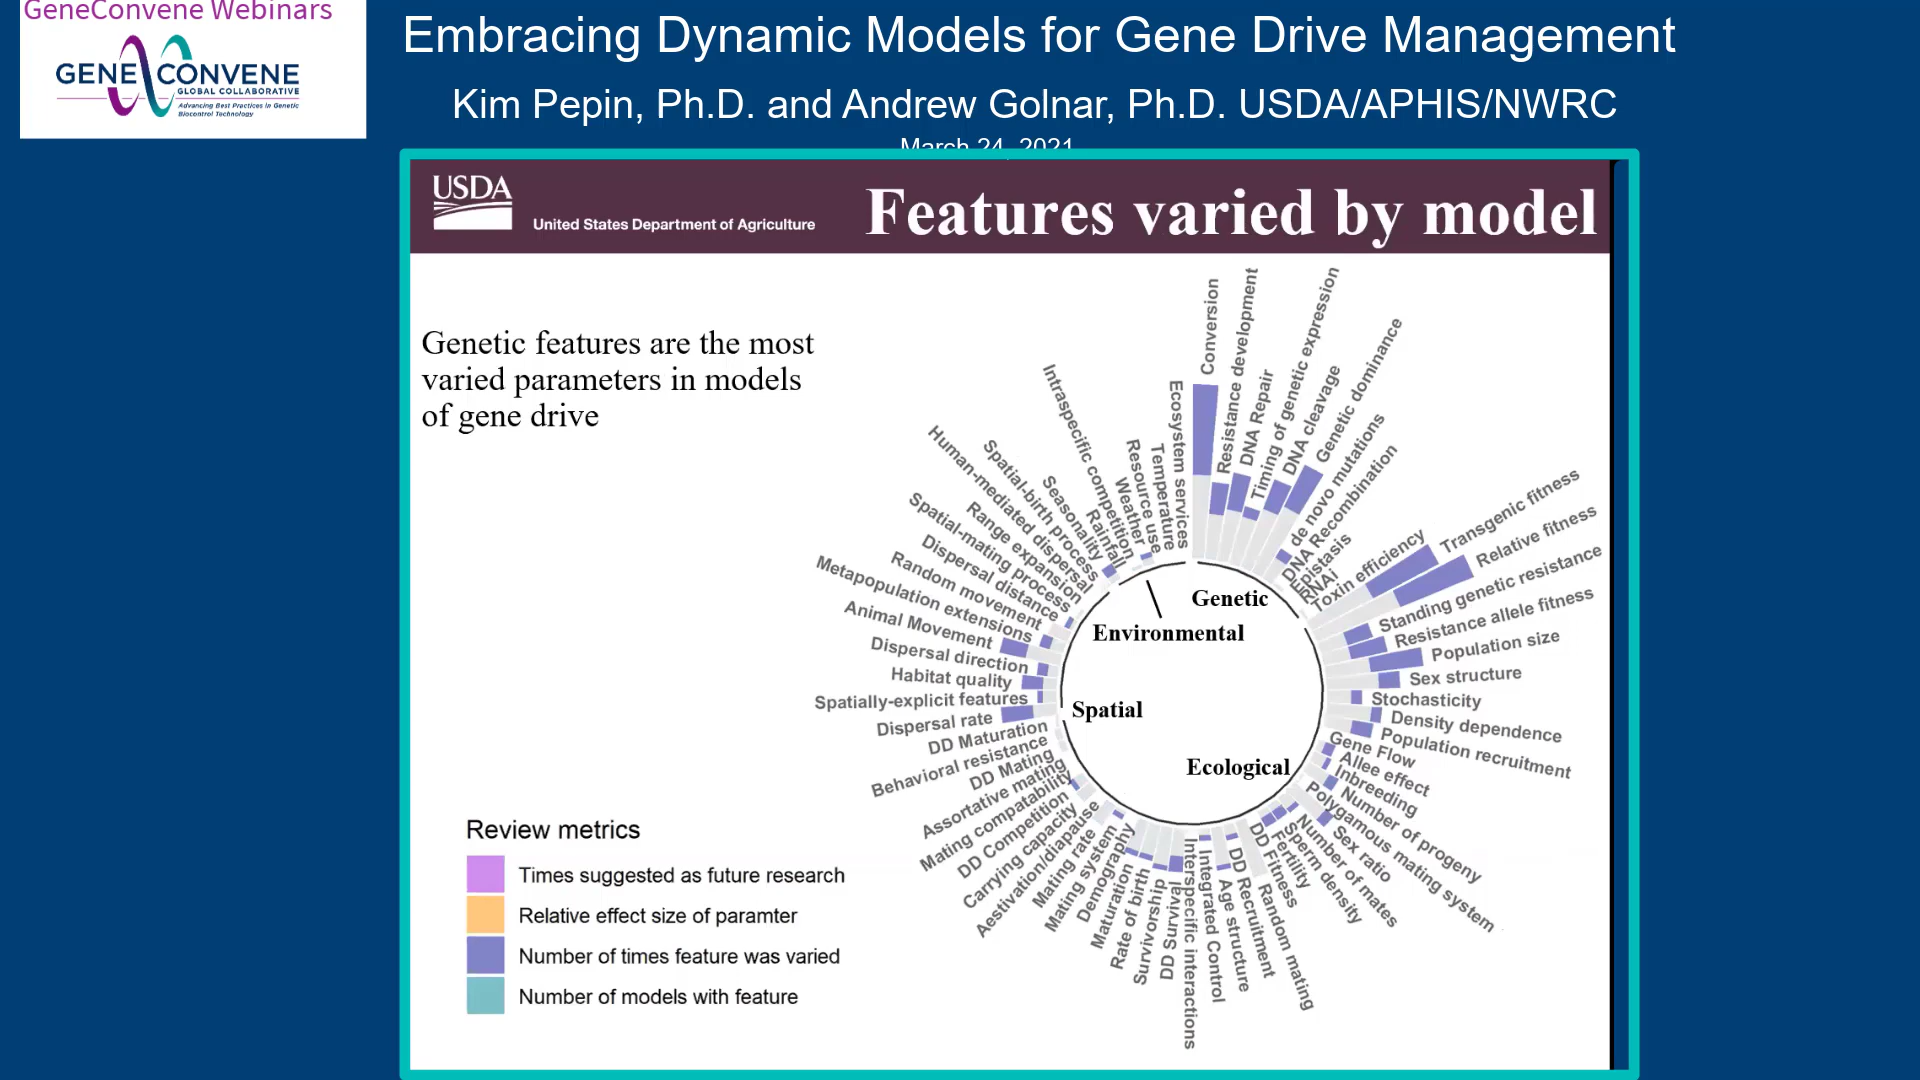 GeneConvene Webinars
GENE CONVENE
GLOBAL COLLABORATIVE
Advancing Best Practices in Genetic
Biocontrol Technology
Embracing Dynamic Models for Gene Drive Management
Kim Pepin, Ph.D. and Andrew Golnar, Ph.D. USDA/APHIS/NWRC
March 24, 2021
USDA
United States Department of Agriculture
Features varied by model
Genetic features are the most
varied parameters in models
of gene drive
Conversion
Resistance development
DNA Repair
Timing of genetic expression
DNA cleavage
Genetic dominance
de novo mutations
DNA Recombination
Epistasis
RNAi
Toxin efficiency
Transgenic fitness
Relative fitness
Standing genetic resistance
Resistance allele fitness
Population size
Sex structure
Stochasticity
Density dependence
Population recruitment
Gene Flow
Allee effect
Inbreeding
Number of progeny
Polygamous mating system
Sex ratio
Number of mates
Sperm density
Fertility
DD Fitness
Random mating
DD Recruitment
Age structure
Integrated Control
Interspecific interactions
DD Survival
Survivorship
Rate of birth
Maturation
Demography
Mating system
Mating rate
Aestivation/diapause
Carrying capacity
DD Competition
Mating compatability
Assortative mating
DD Mating
Behavioral resistance
DD Maturation
Dispersal rate
Spatially-explicit features
Habitat quality
Dispersal direction
Animal Movement
Metapopulation extensions
Random movement
Dispersal distance
Spatial-mating process
Range expansion
Human-mediated dispersal
Spatial-birth process
Seasonality
Rainfall
Intraspecific competition
Weather
Resource use
Temperature
Ecosystem services
Genetic
Environmental
Spatial
Ecological
Review metrics
Times suggested as future research
Relative effect size of paramter
Number of times feature was varied
Number of models with feature